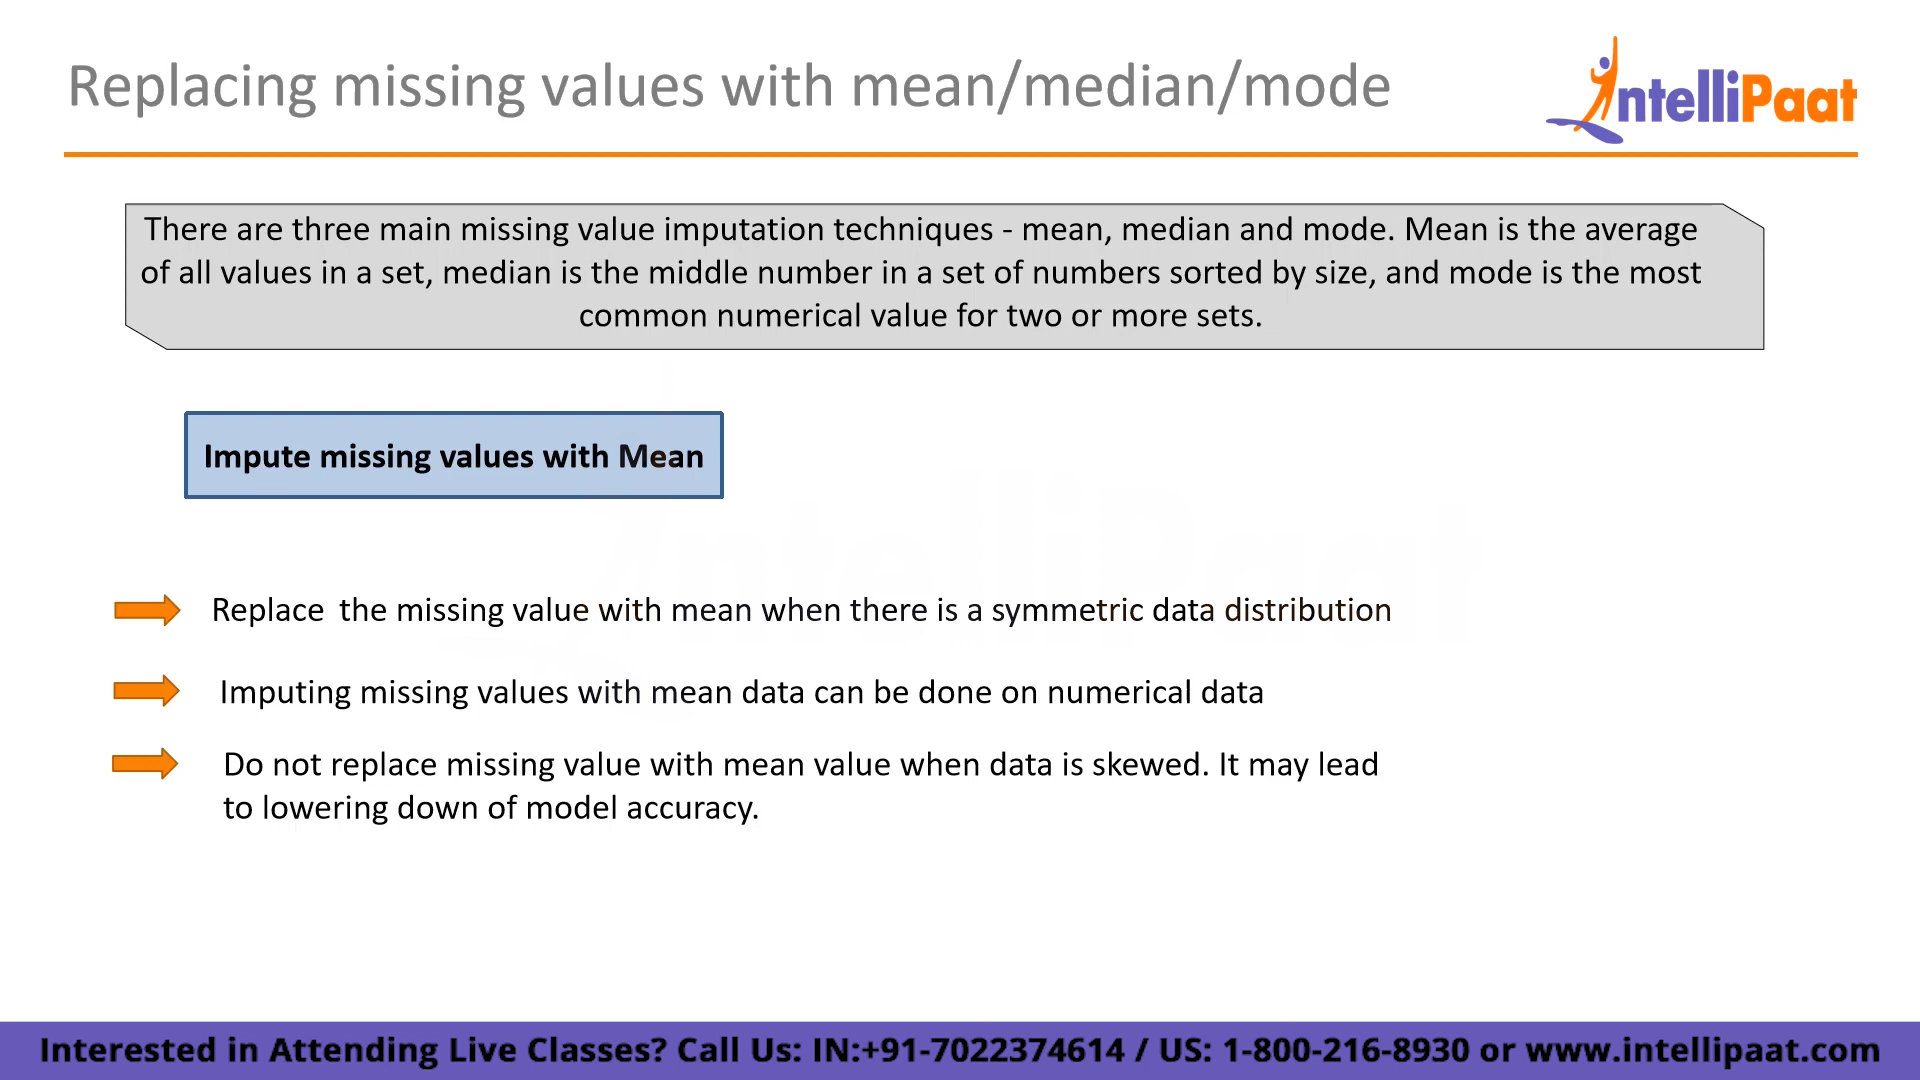 Replacing missing values with mean/median/mode
IntelliPaat
There are three main missing value imputation techniques - mean, median and mode. Mean is the average
of all values in a set, median is the middle number in a set of numbers sorted by size, and mode is the most
common numerical value for two or more sets.
Impute missing values with Mean
Replace the missing value with mean when there is a symmetric data distribution
Imputing missing values with mean data can be done on numerical data
Do not replace missing value with mean value when data is skewed. It may lead
to lowering down of model accuracy.
Interested in Attending Live Classes? Call Us: IN:+91-7022374614 / US: 1-800-216-8930 or www.intellipaat.com